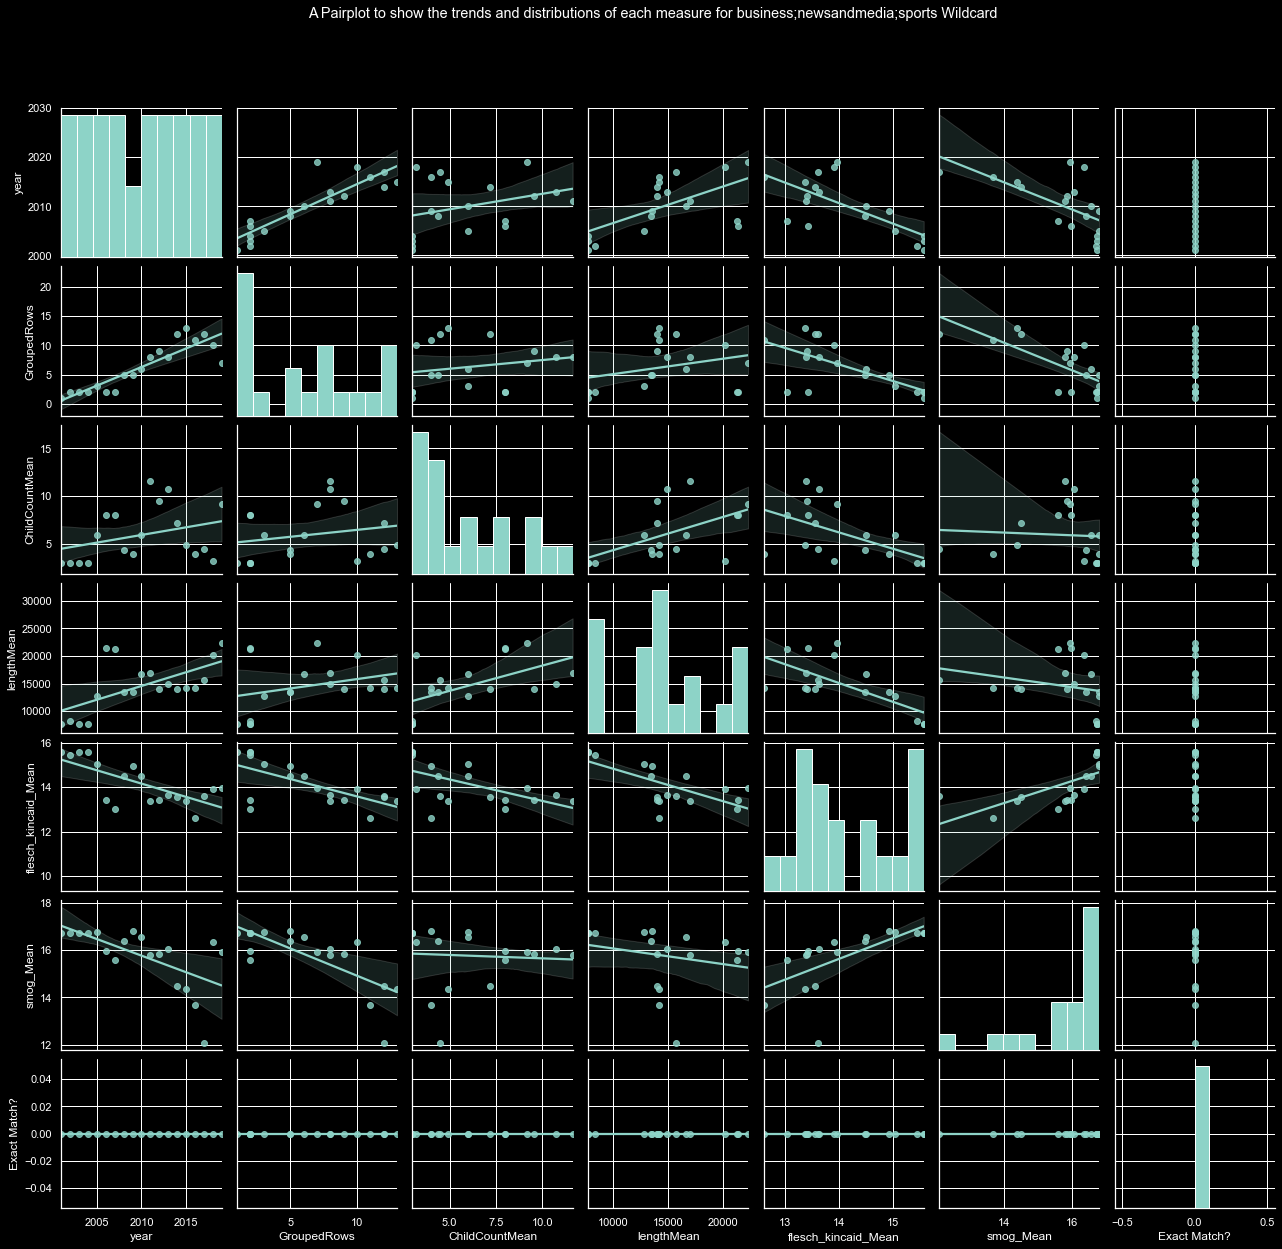 A Pairplot to show the trends and distributions of each measure for business;newsandmedia;sports Wildcard
2030
2020
2010
2000
year
20
15
10
5
0
GroupedRows
15
10
5
ChildCountMean
30000
25000
20000
15000
10000
lengthMean
16
14
12
10
flesch_kincaid_Mean
18
16
14
12
smog_Mean
0.04
0.02
0.00
−0.02
−0.04
Exact Match?
2005 2010 2015
5 10
5.0 7.5 10.0
10000 15000 20000
13 14 15
14 16
−0.5 0.0 0.5
year GroupedRows ChildCountMean lengthMean flesch_kincaid_Mean smog_Mean Exact Match?